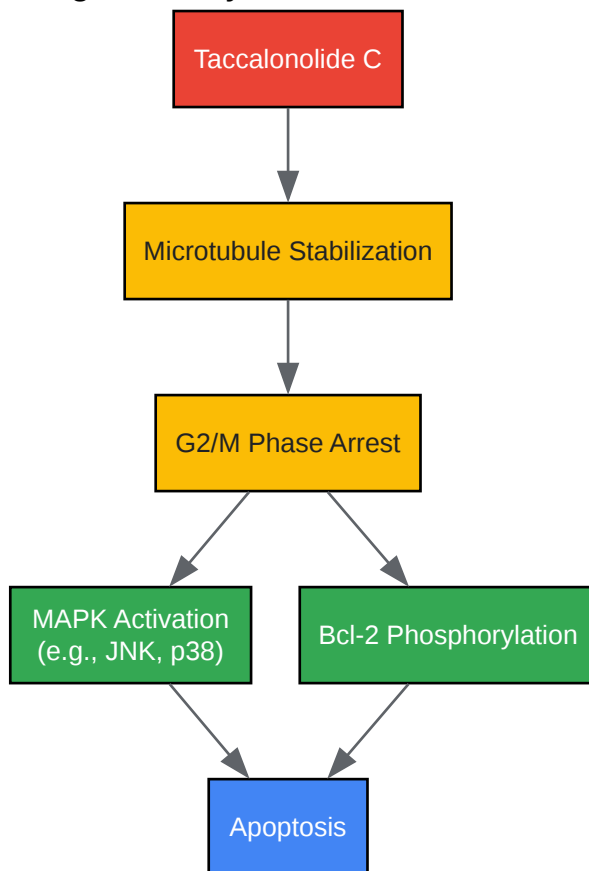 Taccalonolide C
Microtubule Stabilization
G2/M Phase Arrest
MAPK Activation
(e.g., JNK, p38)
Bcl-2 Phosphorylation
Apoptosis